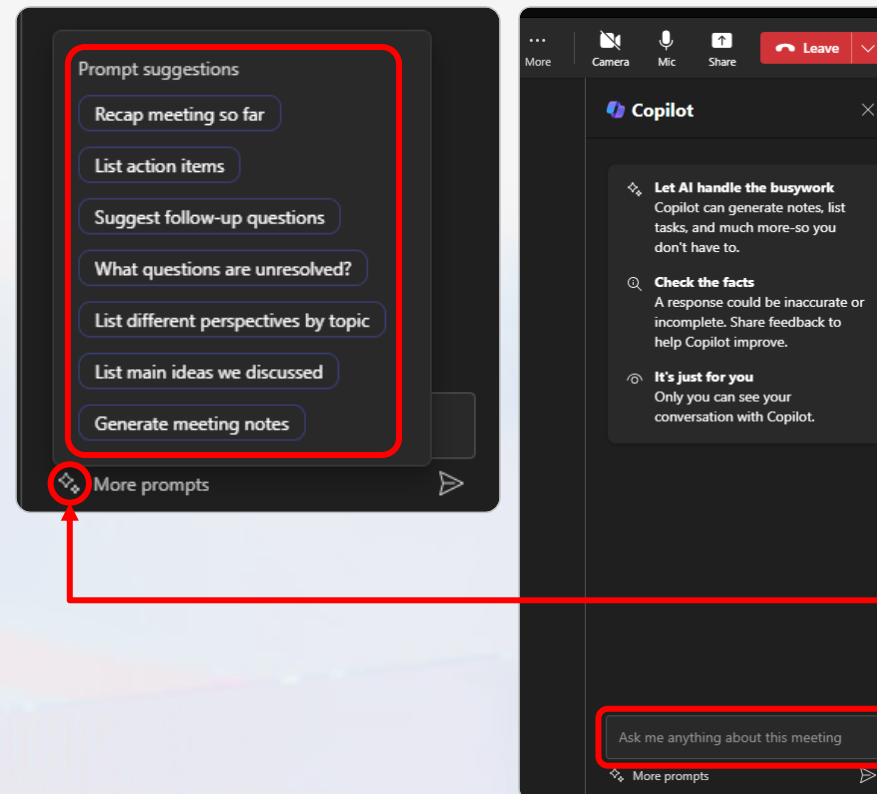 Prompt suggestions
Recap meeting so far
List action items
Suggest follow-up questions
What questions are unresolved?
List different perspectives by topic
List main ideas we discussed
Generate meeting notes
More prompts
More
Camera
Mic
Share
Leave
Copilot
Let AI handle the busywork
Copilot can generate notes, list
tasks, and much more-so you
don't have to.
Check the facts
A response could be inaccurate or
incomplete. Share feedback to
help Copilot improve.
It's just for you
Only you can see your
conversation with Copilot.
Ask me anything about this meeting
More prompts